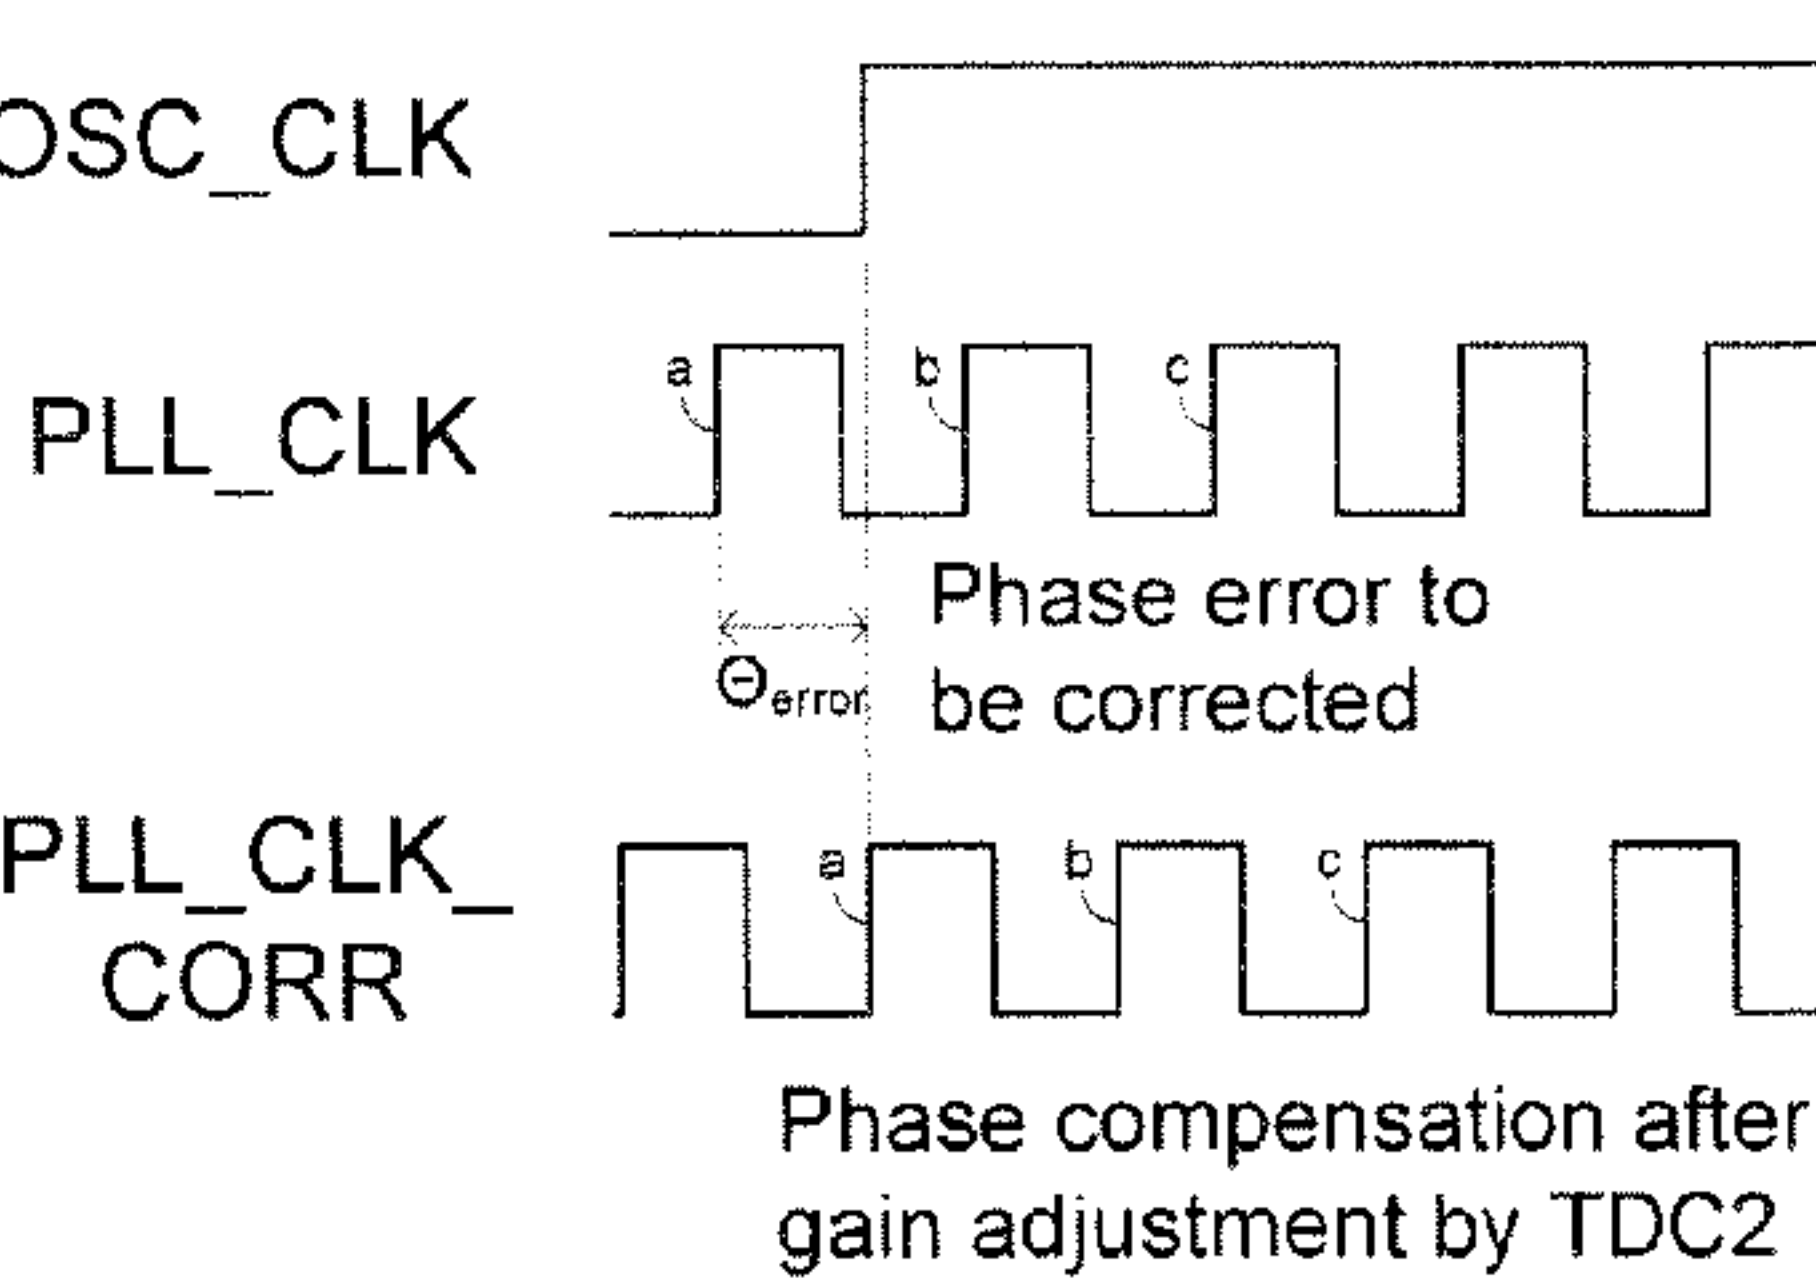 OSC_CLK
a b c
PLL_CLK
Phase error to
be corrected
Θerror
PLL_CLK_
CORR
a b c
Phase compensation after
gain adjustment by TDC2